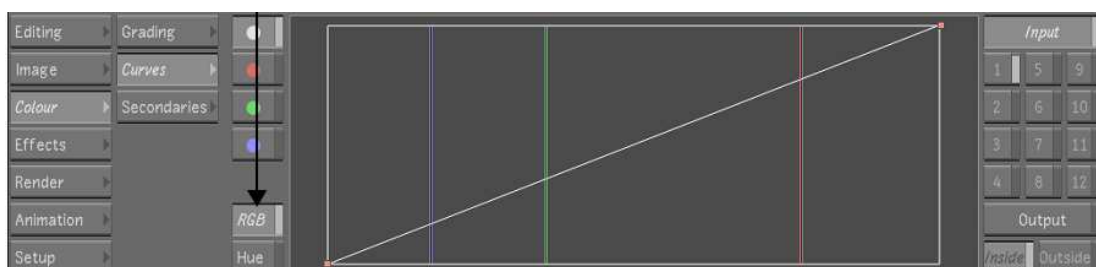 Editing Grading Input
Image Curves 1 5 9
Colour Secondaries 2 6 10
Effects 3 7 11
Render 4 8 12
Animation RGB Output
Setup Hue Inside Outside